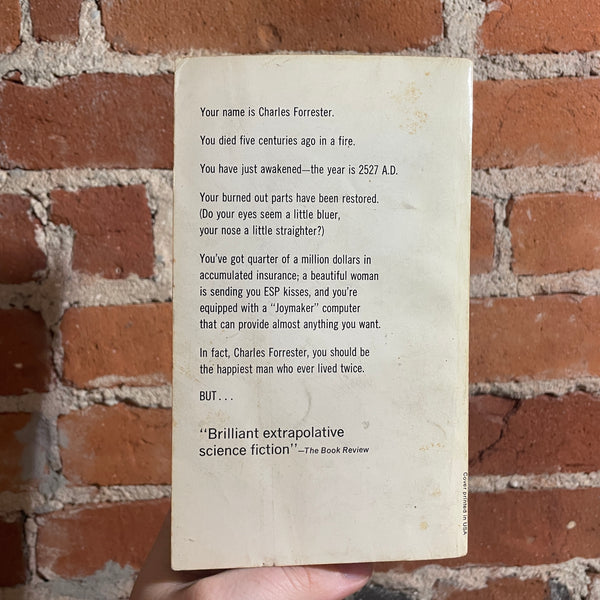 Your name is Charles Forrester.
You died five centuries ago in a fire.
You have just awakened—the year is 2527 A.D.
Your burned out parts have been restored.
(Do your eyes seem a little bluer,
your nose a little straighter?)
You've got quarter of a million dollars in
accumulated insurance; a beautiful woman
is sending you ESP kisses, and you're
equipped with a "Joymaker" computer
that can provide almost anything you want.
In fact, Charles Forrester, you should be
the happiest man who ever lived twice.
BUT...
"Brilliant extrapolative
science fiction"—The Book Review
Cover printed in USA